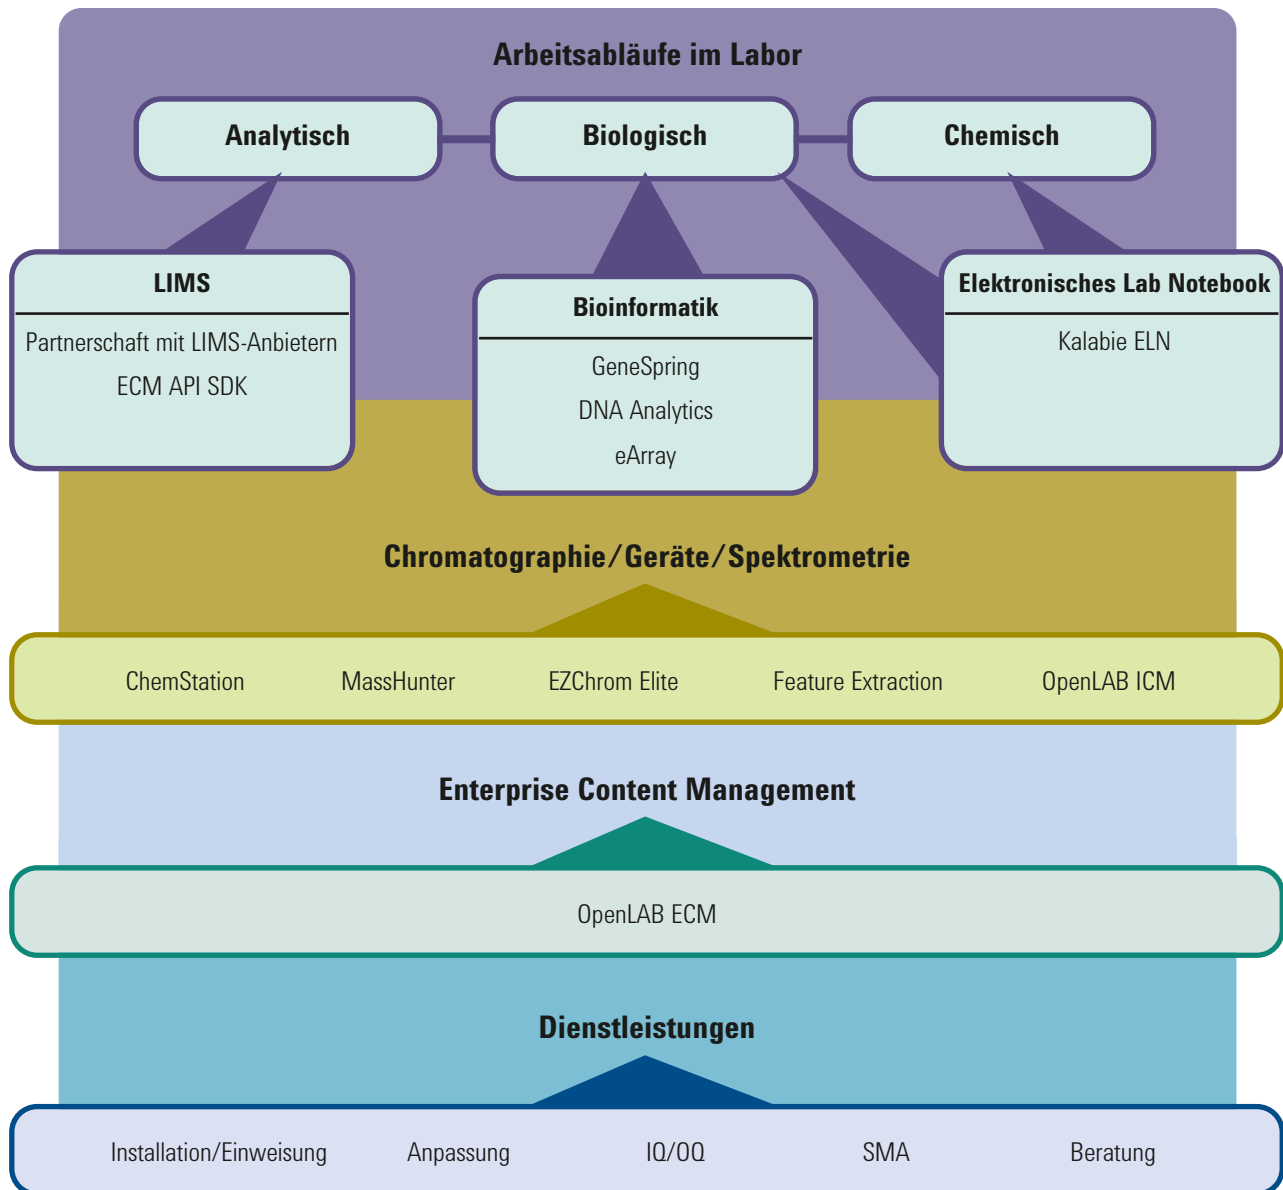 Arbeitsabläufe im Labor
Analytisch
Biologisch
Chemisch
LIMS
Partnerschaft mit LIMS-Anbietern
ECM API SDK
Bioinformatik
GeneSpring
DNA Analytics
eArray
Elektronisches Lab Notebook
Kalabie ELN
Chromatographie/Geräte/Spektrometrie
ChemStation
MassHunter
EZChrom Elite
Feature Extraction
OpenLAB ICM
Enterprise Content Management
OpenLAB ECM
Dienstleistungen
Installation/Einweisung
Anpassung
IQ/OQ
SMA
Beratung